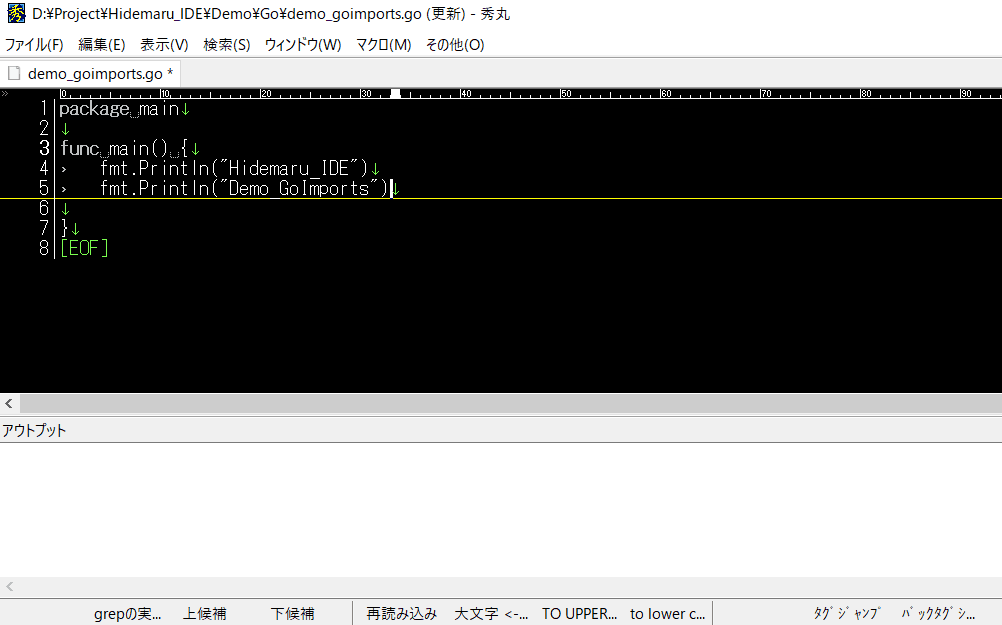 D:¥Project¥Hidemaru_IDE¥Demo¥Go¥demo_goimports.go (更新) - 秀丸
ファイル(F) 編集(E) 表示(V) 検索(S) ウィンドウ(W) マクロ(M) その他(O)
demo_goimports.go *
0 10 20 30 40 50 60 70 80 90
1 package main↓
2 ↓
3 func main() {↓
4 fmt.Println("Hidemaru_IDE")↓
5 fmt.Println("Demo GoImports")↓
6 ↓
7 }↓
8 [EOF]
アウトプット
grepの実... 上候補 下候補 再読み込み 大文字 <-... TO UPPER... to lower c... ﾀｸﾞｼﾞｬﾝﾌﾟ ﾊﾞｯｸﾀｸﾞｼ...